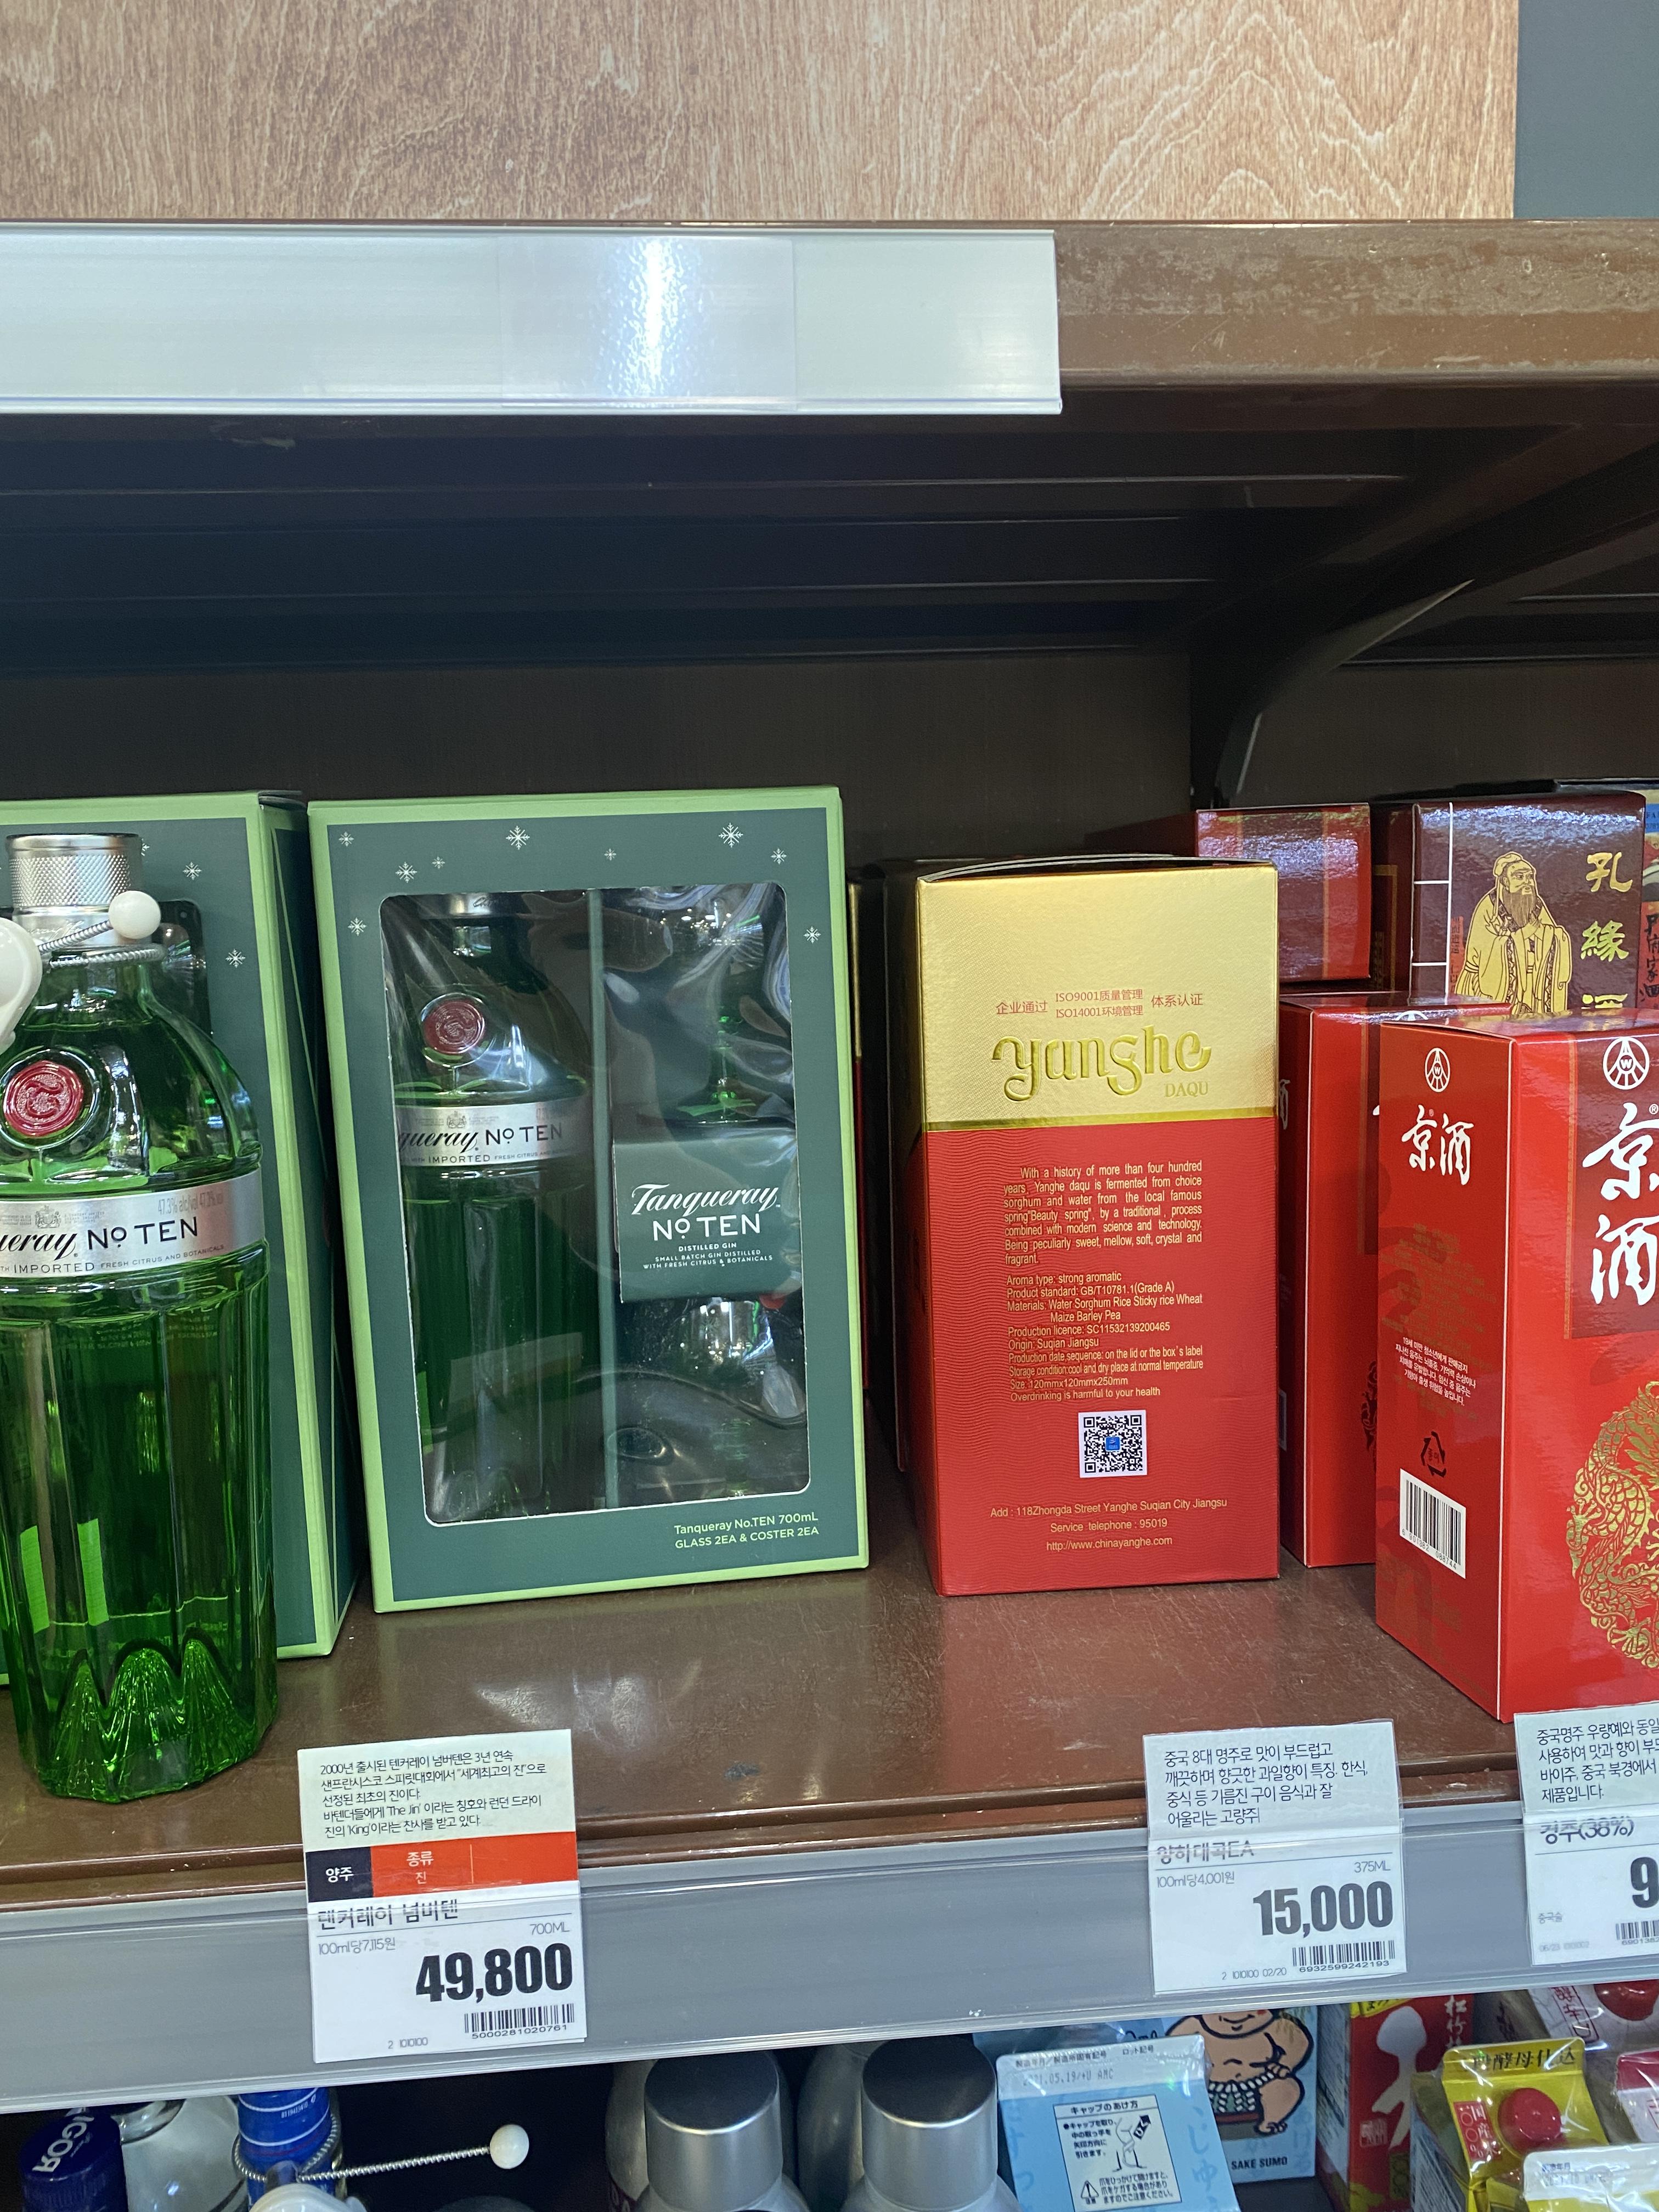 No TEN
IMPORTED FRESH CITRUS AND BOTANICALS
No TEN
IMPORTED
Tanqueray
No TEN
DISTILLED GIN
SMALL BATCH GIN DISTILLED
WITH FRESH CITRUS & BOTANICALS
Tanqueray No.TEN 700mL
GLASS 2EA & COSTER 2EA
企业通过 ISO9001质量管理 体系认证
ISO14001环境管理
yanghe
DAQU
With a history of more than four hundred
years, Yanghe daqu is fermented from choice
sorghum and water from the local famous
spring"Beauty spring", by a traditional , process
combined with modern science and technology.
Being peculiarly sweet, mellow, soft, crystal and
fragrant.
Aroma type: strong aromatic
Product standard: GB/T10781.1(Grade A)
Materials: Water Sorghum Rice Sticky rice Wheat
Maize Barley Pea
Production licence: SC11532139200465
Origin: Suqian Jiangsu
Production date,sequence: on the lid or the box`s label
Storage condition:cool and dry place at normal temperature
Size: 120mmx120mmx250mm
Overdrinking is harmful to your health
Add : 118Zhongda Street Yanghe Suqian City Jiangsu
Service telephone : 95019
http://www.chinayanghe.com
孔
緣
京酒
京
酒
2000년 출시된 텐커레이 넘버텐은 3년 연속
샌프란시스코 스피릿대회에서 "세계최고의 진"으로
선정된 최초의 진이다.
바텐더들에게 'The Jin' 이라는 칭호와 런던 드라이
진의 'King'이라는 찬사를 받고 있다.
양주 종류
진
텐커레이 넘버텐
700ML
100ml당7,115원
49,800
5000281020761
2 1010100
중국 8대 명주로 맛이 부드럽고
깨끗하며 향긋한 과일향이 특징. 한식,
중식 등 기름진 구이 음식과 잘
어울리는 고량주!
양하대곡EA
375ML
100ml당4,001원
15,000
6932599242193
2 1010100 02/20
중국명주 우량예와 동일
사용하여 맛과 향이
바이주. 중국 북경에서
제품입니다.
경주(38%)
9
중국술
キャップのあけ方
SAKE SUMO